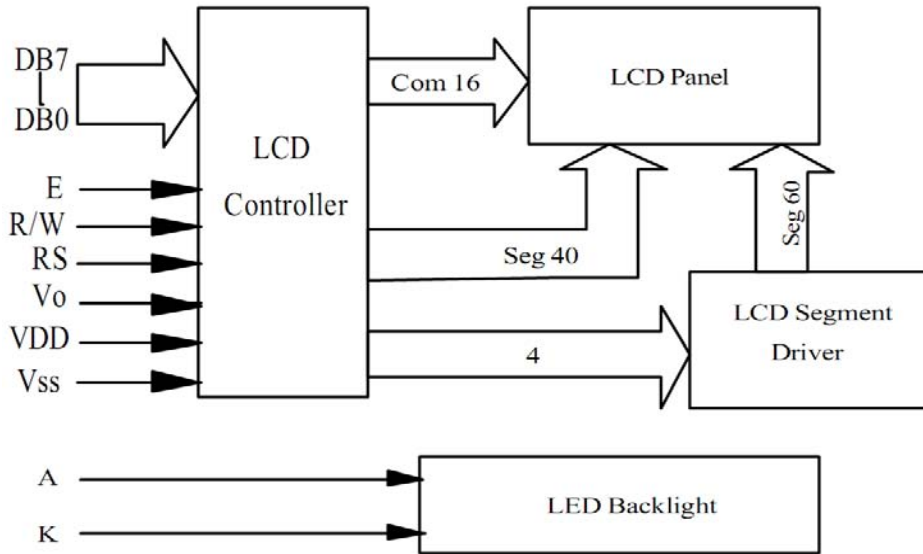 DB7
DB0
E
R/W
RS
Vo
VDD
Vss
LCD
Controller
Com 16
LCD Panel
Seg 40
Seg 60
4
LCD Segment
Driver
A
K
LED Backlight